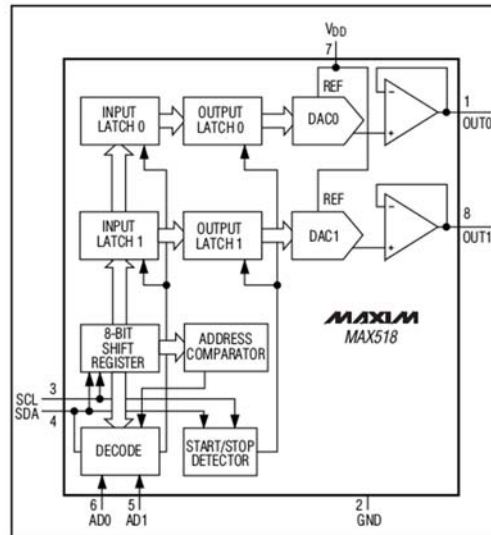 VDD
7
REF
1
INPUT
LATCH 0
OUTPUT
LATCH 0
DAC0
−
+
OUT0
REF
8
INPUT
LATCH 1
OUTPUT
LATCH 1
DAC1
−
+
OUT1
MAXIM
MAX518
8-BIT
SHIFT
REGISTER
ADDRESS
COMPARATOR
3
SCL
SDA
4
DECODE
START/STOP
DETECTOR
6
AD0
5
AD1
2
GND